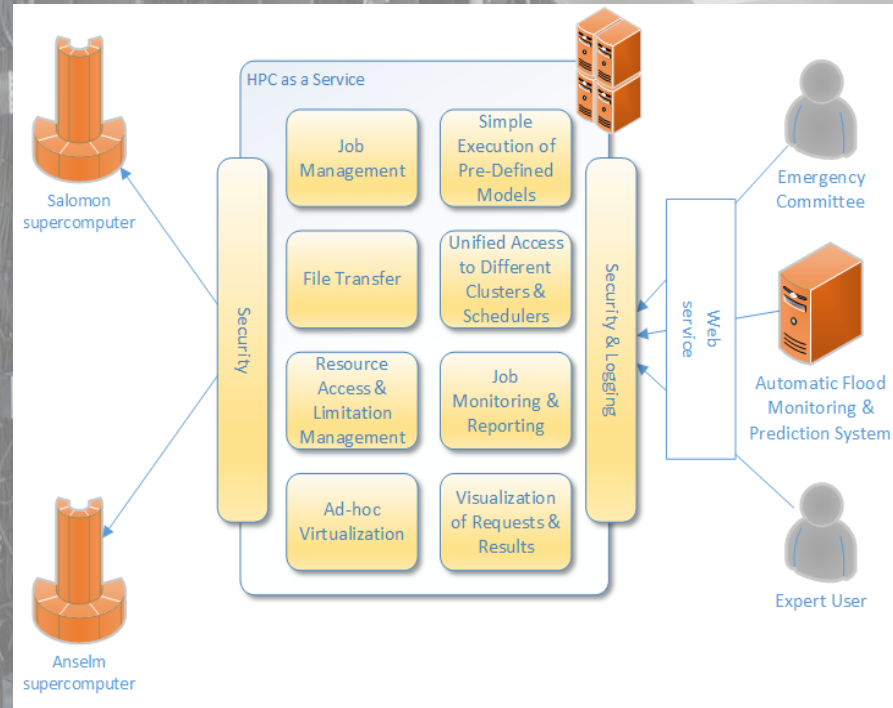 HPC as a Service
Salomon
supercomputer
Anselm
supercomputer
Security
Job
Management
Simple
Execution of
Pre-Defined
Models
File Transfer
Unified Access
to Different
Clusters &
Schedulers
Resource
Access &
Limitation
Management
Job
Monitoring &
Reporting
Ad-hoc
Virtualization
Visualization
of Requests &
Results
Security & Logging
Web
service
Emergency
Committee
Automatic Flood
Monitoring &
Prediction System
Expert User